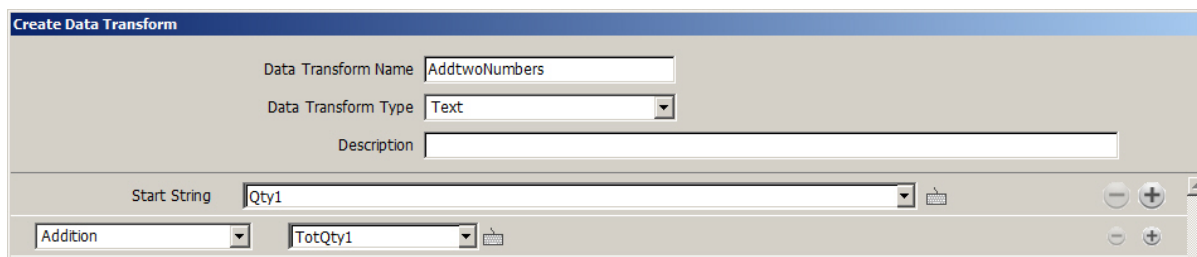 Create Data Transform
Data Transform Name AddtwoNumbers
Data Transform Type Text
Description
Start String Qty1
Addition TotQty1